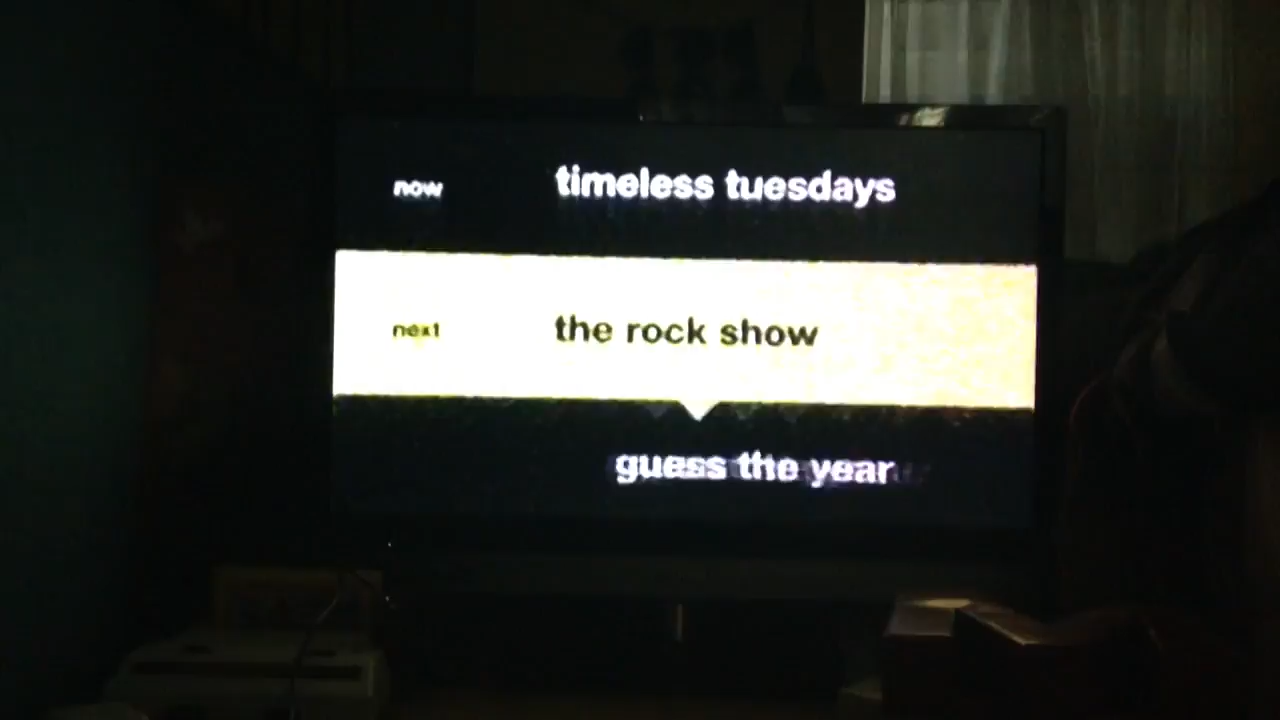 now timeless tuesdays
next the rock show
guess the year